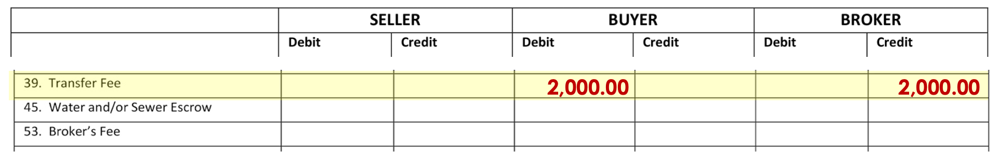 SELLER BUYER BROKER
Debit Credit Debit Credit Debit Credit
39. Transfer Fee 2,000.00 2,000.00
45. Water and/or Sewer Escrow
53. Broker’s Fee